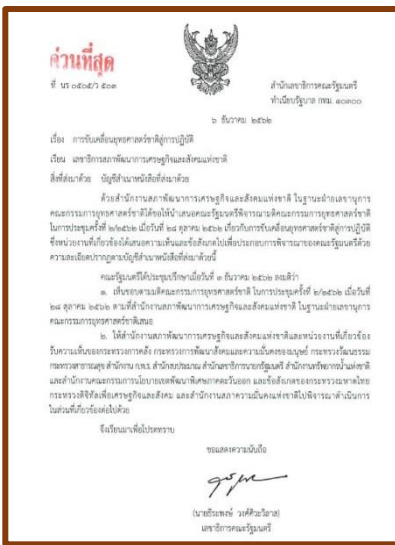 ด่วนที่สุด
ที่ นร ๐๕๐๕/ว ๕๐๓
สำนักเลขาธิการคณะรัฐมนตรี
ทำเนียบรัฐบาล กทม. ๑๐๓๐๐
๖ ธันวาคม ๒๕๖๒
เรื่อง การขับเคลื่อนยุทธศาสตร์ชาติสู่การปฏิบัติ
เรียน เลขาธิการสภาพัฒนาการเศรษฐกิจและสังคมแห่งชาติ
สิ่งที่ส่งมาด้วย บัญชีสำเนาหนังสือที่ส่งมาด้วย
ด้วยสำนักงานสภาพัฒนาการเศรษฐกิจและสังคมแห่งชาติ ในฐานะฝ่ายเลขานุการ
คณะกรรมการยุทธศาสตร์ชาติได้ขอให้นำเสนอคณะรัฐมนตรีพิจารณามติคณะกรรมการยุทธศาสตร์ชาติ
ในการประชุมครั้งที่ ๒/๒๕๖๒ เมื่อวันที่ ๒๘ ตุลาคม ๒๕๖๒ เกี่ยวกับการขับเคลื่อนยุทธศาสตร์ชาติสู่การปฏิบัติ
ซึ่งหน่วยงานที่เกี่ยวข้องได้เสนอความเห็นและข้อสังเกตไปเพื่อประกอบการพิจารณาของคณะรัฐมนตรีด้วย
ความละเอียดปรากฏตามบัญชีสำเนาหนังสือที่ส่งมาด้วยนี้
คณะรัฐมนตรีได้ประชุมปรึกษาเมื่อวันที่ ๓ ธันวาคม ๒๕๖๒ ลงมติว่า
๑. เห็นชอบตามมติคณะกรรมการยุทธศาสตร์ชาติ ในการประชุมครั้งที่ ๒/๒๕๖๒ เมื่อวันที่
๒๘ ตุลาคม ๒๕๖๒ ตามที่สำนักงานสภาพัฒนาการเศรษฐกิจและสังคมแห่งชาติ ในฐานะฝ่ายเลขานุการ
คณะกรรมการยุทธศาสตร์ชาติเสนอ
๒. ให้สำนักงานสภาพัฒนาการเศรษฐกิจและสังคมแห่งชาติและหน่วยงานที่เกี่ยวข้อง
รับความเห็นของกระทรวงการคลัง กระทรวงการพัฒนาสังคมและความมั่นคงของมนุษย์ กระทรวงวัฒนธรรม
กระทรวงสาธารณสุข สำนักงาน ก.พ.ร. สำนักงบประมาณ สำนักเลขาธิการนายกรัฐมนตรี สำนักงานทรัพยากรน้ำแห่งชาติ
และสำนักงานคณะกรรมการนโยบายเขตพัฒนาพิเศษภาคตะวันออก และข้อสังเกตของกระทรวงมหาดไทย
กระทรวงดิจิทัลเพื่อเศรษฐกิจและสังคม และสำนักงานสภาความมั่นคงแห่งชาติไปพิจารณาดำเนินการ
ในส่วนที่เกี่ยวข้องต่อไปด้วย
จึงเรียนมาเพื่อโปรดทราบ
ขอแสดงความนับถือ
(นายธีระพงษ์ วงศ์ศิวะวิลาส)
เลขาธิการคณะรัฐมนตรี